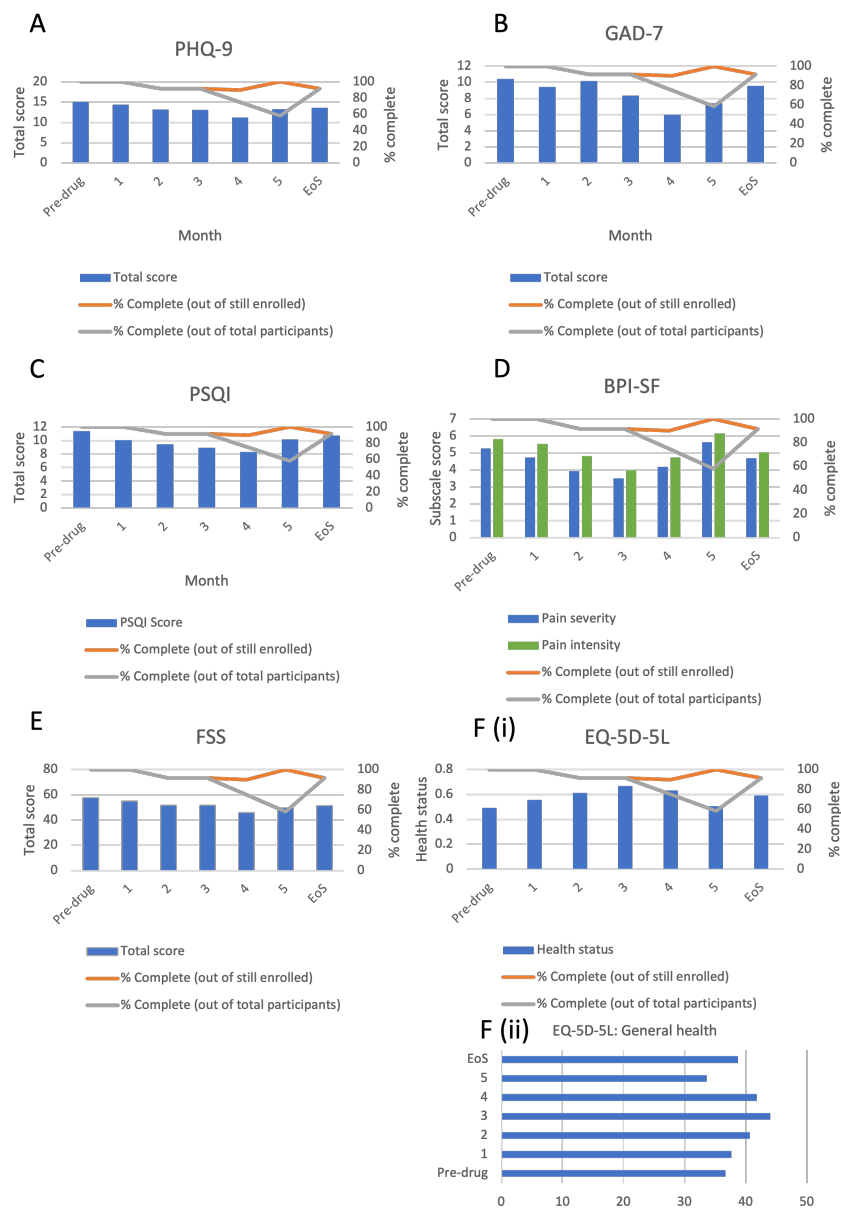 A
PHQ-9
Total score
20
15
10
5
0
100
80
60
40
20
0
% complete
Pre-drug 1 2 3 4 5 EoS
Month
Total score
% Complete (out of still enrolled)
% Complete (out of total participants)
B
GAD-7
Total score
12
10
8
6
4
2
0
100
80
60
40
20
0
% complete
Pre-drug 1 2 3 4 5 EoS
Month
Total score
% Complete (out of still enrolled)
% Complete (out of total participants)
C
PSQI
Total score
12
10
8
6
4
2
0
100
80
60
40
20
0
% complete
Pre-drug 1 2 3 4 5 EoS
Month
PSQI Score
% Complete (out of still enrolled)
% Complete (out of total participants)
D
BPI-SF
Subscale score
7
6
5
4
3
2
1
0
100
80
60
40
20
0
% complete
Pre-drug 1 2 3 4 5 EoS
Pain severity
Pain intensity
% Complete (out of still enrolled)
% Complete (out of total participants)
E
FSS
Total score
80
60
40
20
0
100
80
60
40
20
0
% complete
Pre-drug 1 2 3 4 5 EoS
Total score
% Complete (out of still enrolled)
% Complete (out of total participants)
F (i)
EQ-5D-5L
Health status
0.8
0.6
0.4
0.2
0
100
80
60
40
20
0
% complete
Pre-drug 1 2 3 4 5 EoS
Health status
% Complete (out of still enrolled)
% Complete (out of total participants)
F (ii)
EQ-5D-5L: General health
EoS
5
4
3
2
1
Pre-drug
0 10 20 30 40 50